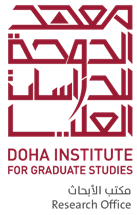 معهد
الدوحة
للدراسات
العليا
DOHA INSTITUTE
FOR GRADUATE STUDIES
مكتب الأبحاث
Research Office